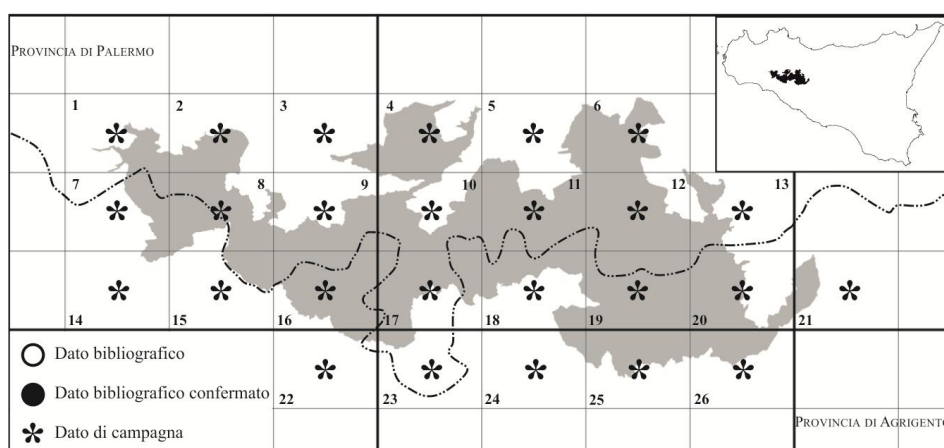 PROVINCIA DI PALERMO
1 2 3 4 5 6
7 8 9 10 11 12 13
14 15 16 17 18 19 20 21
Dato bibliografico
Dato bibliografico confermato
Dato di campagna
22 23 24 25 26
PROVINCIA DI AGRIGENTO